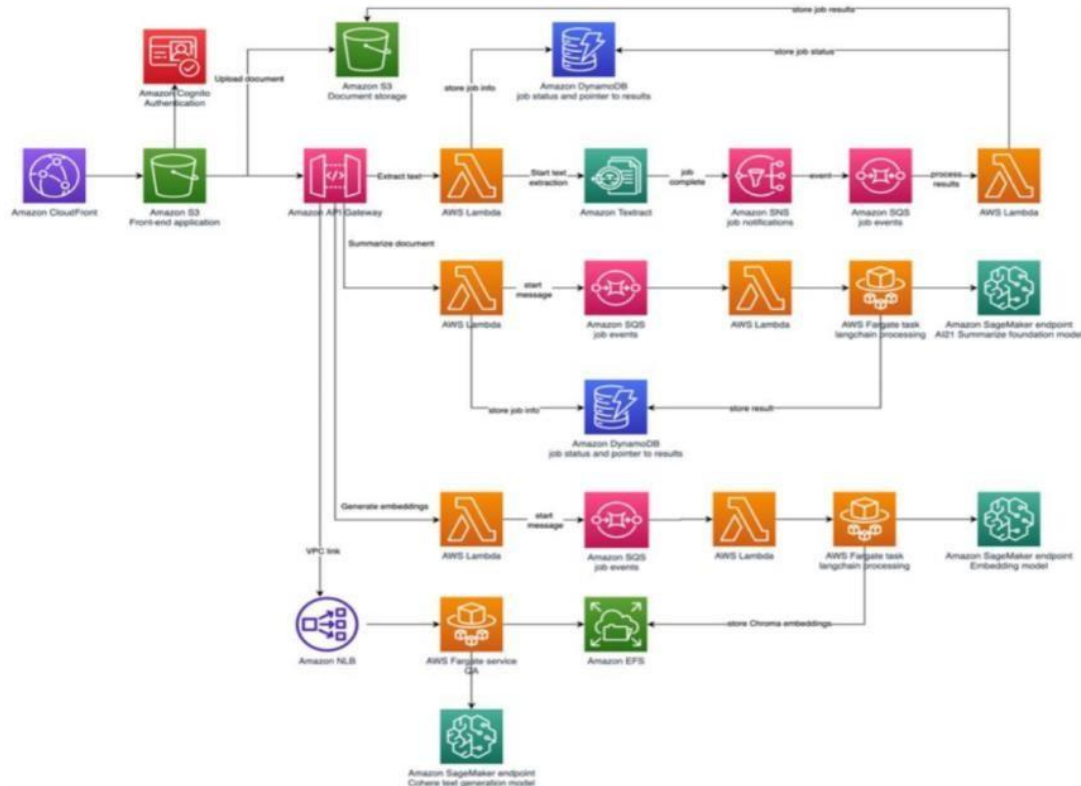 store job results
Amazon Cognito
Authentication
Upload document
Amazon S3
Document storage
store job info
Amazon DynamoDB
job status and pointer to results
store job status
Amazon CloudFront
Amazon S3
Front-end application
Amazon API Gateway
Extract text
AWS Lambda
Start text
extraction
Amazon Textract
job
complete
Amazon SNS
job notifications
event
Amazon SQS
job events
process
results
AWS Lambda
Summarize document
AWS Lambda
start
message
Amazon SQS
job events
AWS Lambda
AWS Fargate task
langchain processing
Amazon SageMaker endpoint
AI21 Summarize foundation model
store job info
Amazon DynamoDB
job status and pointer to results
store result
Generate embeddings
AWS Lambda
start
message
Amazon SQS
job events
AWS Lambda
AWS Fargate task
langchain processing
Amazon SageMaker endpoint
Embedding model
VPC link
Amazon NLB
AWS Fargate service
QA
Amazon EFS
store Chroma embeddings
Amazon SageMaker endpoint
Cohere text generation model